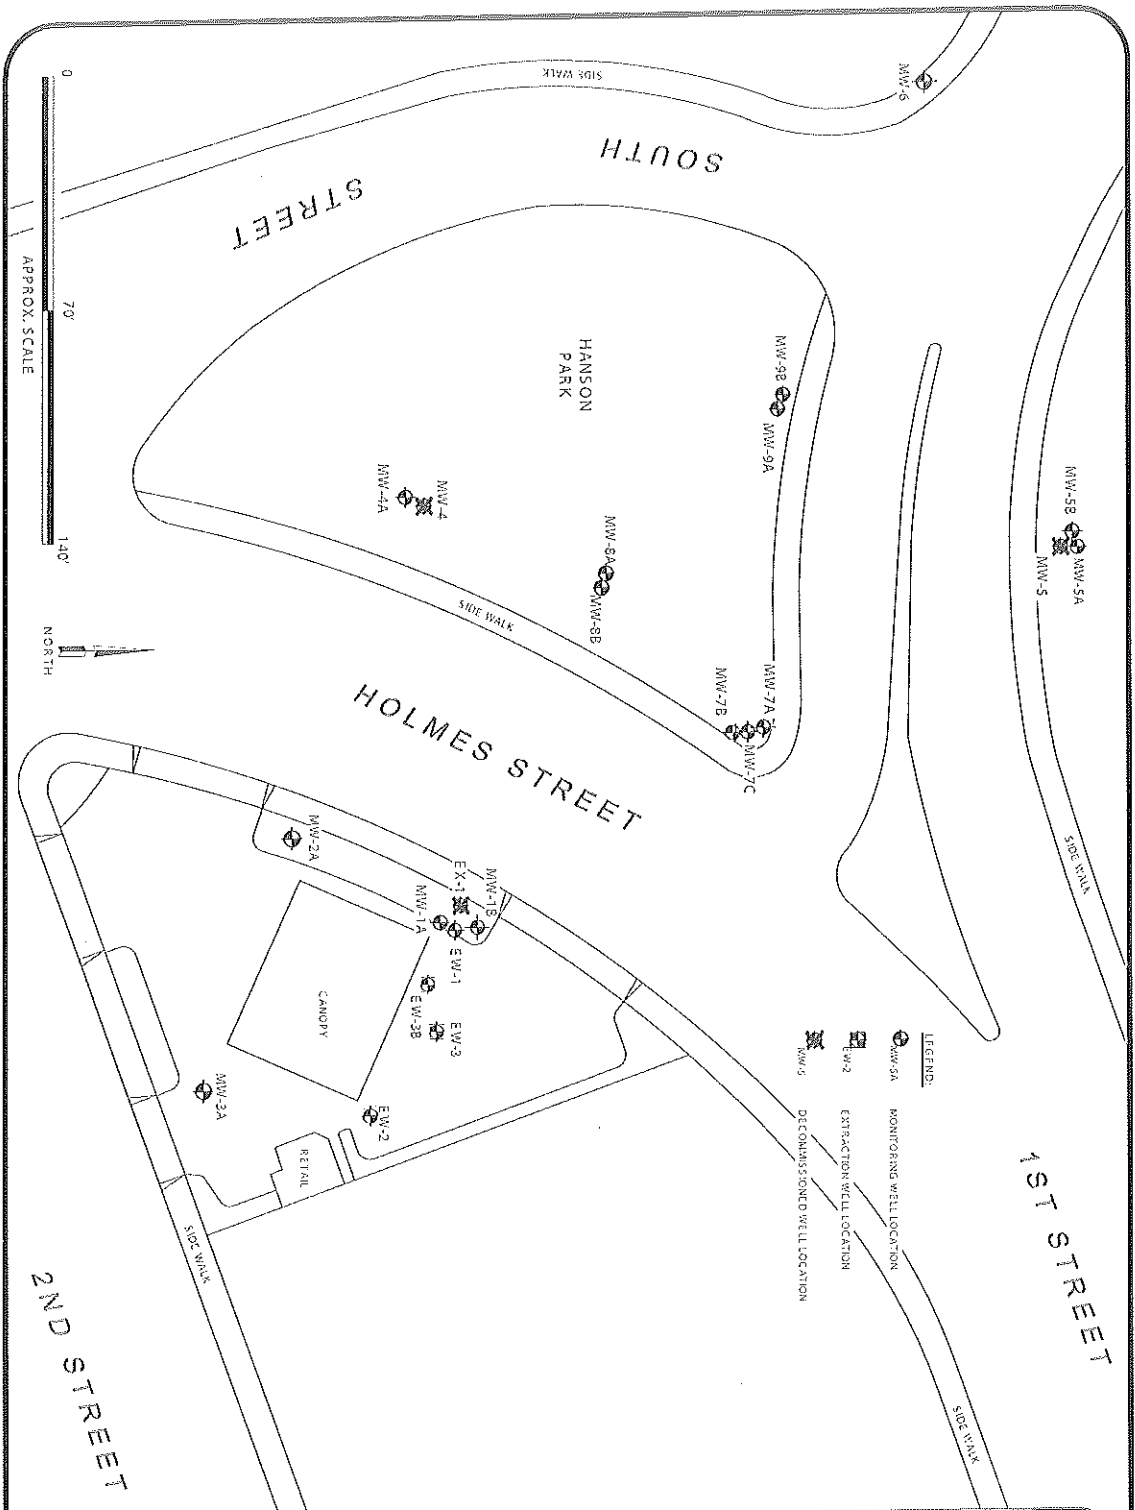 MW-6
SIDE WALK
SOUTH
STREET
0
70'
140'
APPROX. SCALE
NORTH
HANSON
PARK
MW-9B
MW-9A
MW-5B
MW-5A
MW-5
MW-4
MW-4A
MW-8A
MW-8B
SIDE WALK
MW-7A
MW-7B
MW-7C
HOLMES STREET
SIDE WALK
MW-2A
MW-1B
EX-1
MW-1A
EW-1
EW-3B
EW-3
EW-2
CANOPY
MW-3A
RETAIL
SIDE WALK
2ND STREET
LEGEND:
MW-5A MONITORING WELL LOCATION
EW-2 EXTRACTION WELL LOCATION
MW-5 DECOMMISSIONED WELL LOCATION
1ST STREET
SIDE WALK